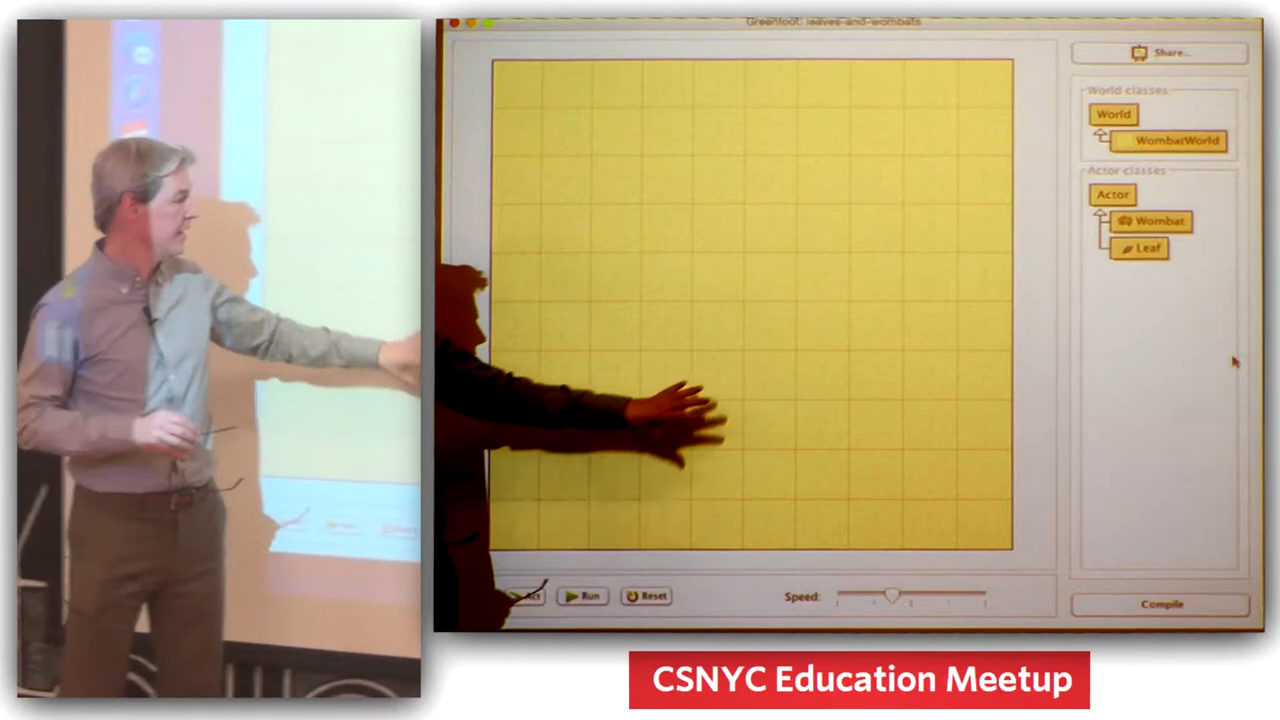 Greenfoot: leaves-and-wombats
Share...
World classes
World
WombatWorld
Actor classes
Actor
Wombat
Leaf
Act
Run
Reset
Speed:
Compile
CSNYC Education Meetup